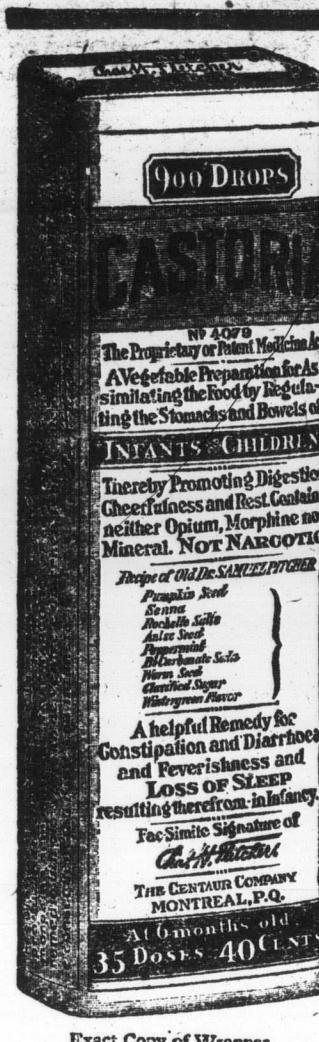 Chas. H. Fletcher
900 DROPS
CASTORI
Nº 4079
The Proprietary or Patent Medicine Ac
AVegetable Preparation for As
similating the Food by Regula-
ting the Stomachs and Bowels of
INFANTS CHILDREN
Thereby Promoting Digestion
Cheerfulness and Rest. Contain
neither Opium, Morphine no
Mineral. NOT NARCOTIC
Recipe of Old Dr. SAMUEL PITCHER
Pumpkin Seed
Senna
Rochelle Salts
Anise Seed
Peppermint
Bi Carbonate Soda
Worm Seed
Clarified Sugar
Wintergreen Flavor
A helpful Remedy for
Constipation and Diarrhoea
and Feverishness and
LOSS OF SLEEP
resulting therefrom-in Infancy.
Fac-Simile Signature of
Chas. H. Fletcher
THE CENTAUR COMPANY
MONTREAL, P.Q.
At 6 months old
35 DOSES 40 CENTS
Exact Copy of Wrapper